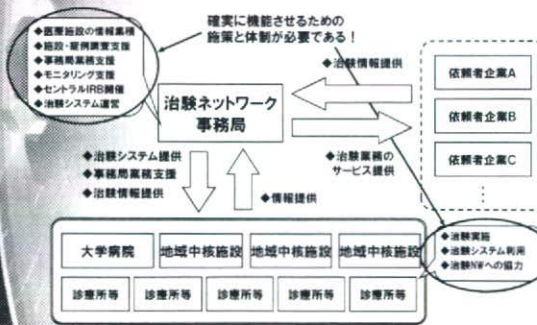 確実に機能させるための
施策と体制が必要である！
◆医療施設の情報集積
◆施設・症例調査支援
◆事務局業務支援
◆モニタリング支援
◆セントラルIRB開催
◆治験システム運営
◆治験情報提供
依頼者企業A
依頼者企業B
依頼者企業C
⋮
治験ネットワーク
事務局
◆治験業務の
サービス提供
◆治験システム提供
◆事務局業務支援
◆治験情報提供
◆情報提供
大学病院 地域中核施設 地域中核施設 地域中核施設
診療所等 診療所等 診療所等 診療所等 診療所等
◆治験実施
◆治験システム利用
◆治験NWへの協力